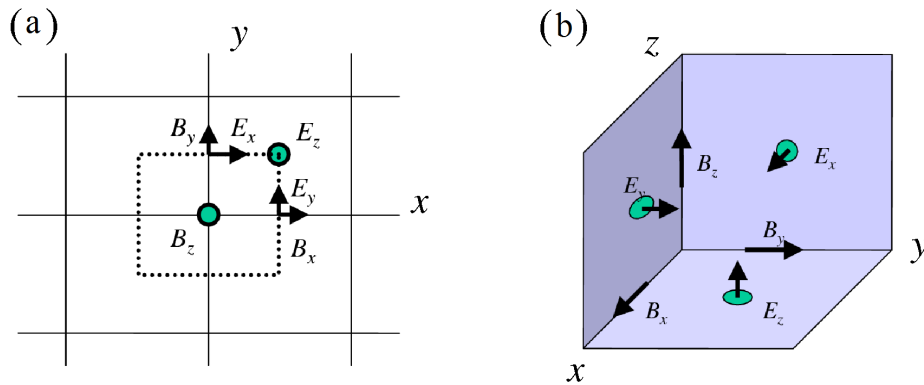 (a)
y
B_y E_x E_z
E_y
x
B_z
B_x
(b)
z
B_z
E_x
E_y
B_y
y
B_x
E_z
x